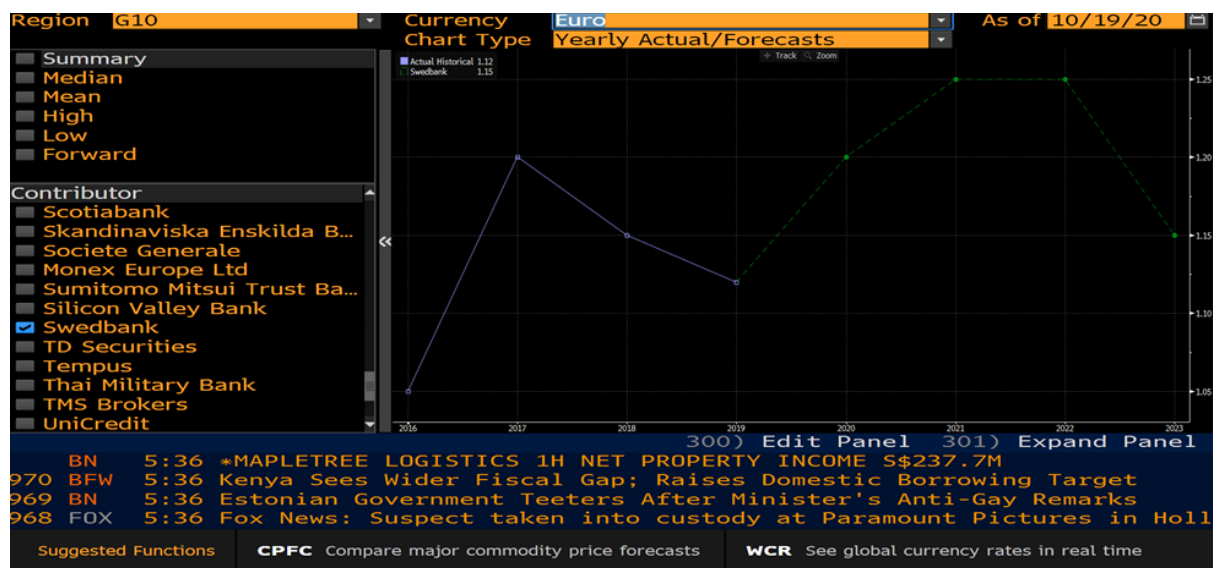 Region G10 Currency Euro As of 10/19/20
Chart Type Yearly Actual/Forecasts
Summary
Median
Mean
High
Low
Forward
Contributor
Scotiabank
Skandinaviska Enskilda B...
Societe Generale
Monex Europe Ltd
Sumitomo Mitsui Trust Ba...
Silicon Valley Bank
Swedbank
TD Securities
Tempus
Thai Military Bank
TMS Brokers
UniCredit
«
Actual Historical 1.12
Swedbank 1.15
Track Zoom
1.25
1.20
1.15
1.10
1.05
2016 2017 2018 2019 2020 2021 2022 2023
300) Edit Panel 301) Expand Panel
BN 5:36 *MAPLETREE LOGISTICS 1H NET PROPERTY INCOME S$237.7M
970 BFW 5:36 Kenya Sees Wider Fiscal Gap; Raises Domestic Borrowing Target
969 BN 5:36 Estonian Government Teeters After Minister's Anti-Gay Remarks
968 FOX 5:36 Fox News: Suspect taken into custody at Paramount Pictures in Holl
Suggested Functions CPFC Compare major commodity price forecasts WCR See global currency rates in real time